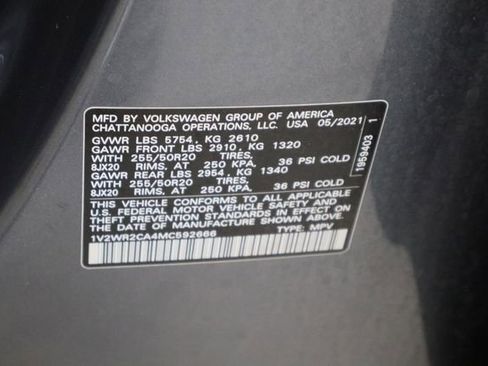 MFD. BY VOLKSWAGEN GROUP OF AMERICA
CHATTANOOGA OPERATIONS, LLC. USA 05/2021
GVWR LBS 5754, KG 2610
GAWR FRONT LBS 2910, KG 1320
WITH 255/50R20 TIRES,
8JX20 RIMS, AT 250 KPA, 36 PSI COLD
GAWR REAR LBS 2954, KG 1340
WITH 255/50R20 TIRES,
8JX20 RIMS, AT 250 KPA, 36 PSI COLD
THIS VEHICLE CONFORMS TO ALL APPLICABLE
U.S. FEDERAL MOTOR VEHICLE SAFETY AND
THEFT PREVENTION STANDARDS IN EFFECT ON
THE DATE OF MANUFACTURE SHOWN ABOVE.
1V2WR2CA4MC592666 TYPE: MPV
1959403 1